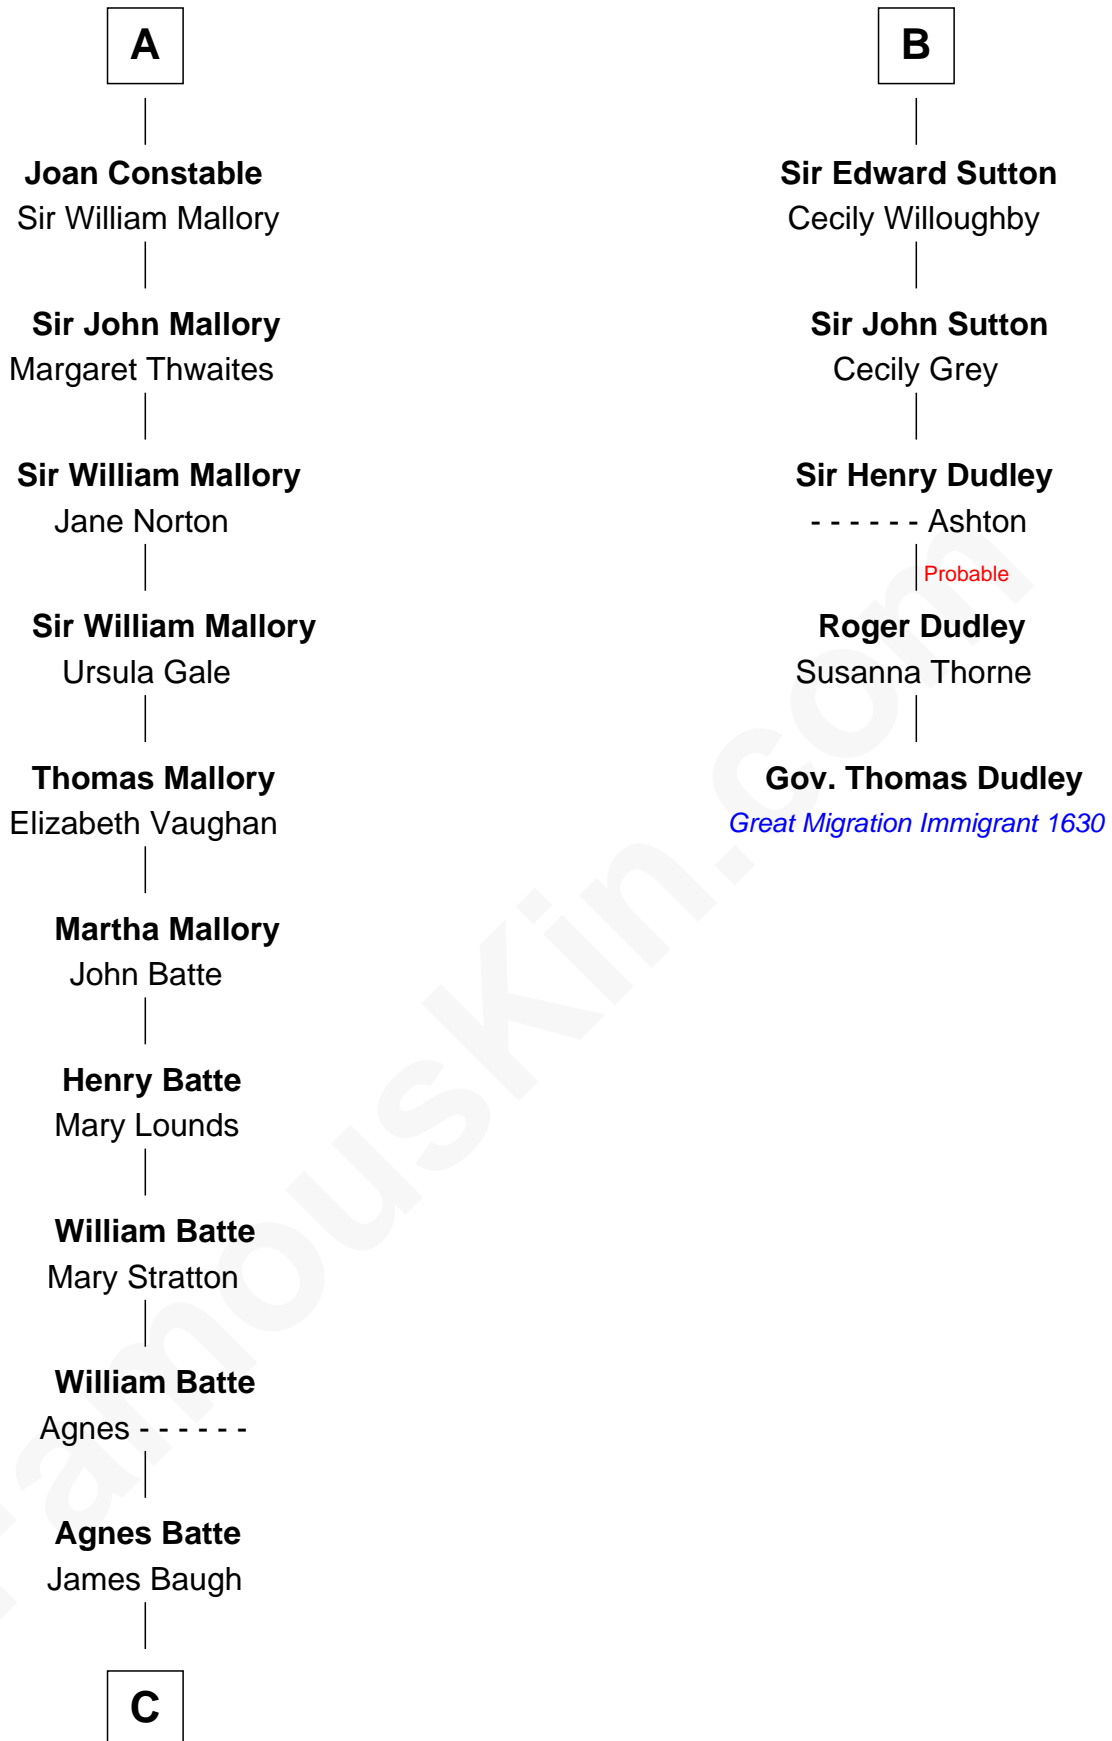 A
Joan Constable
Sir William Mallory
Sir John Mallory
Margaret Thwaites
Sir William Mallory
Jane Norton
Sir William Mallory
Ursula Gale
Thomas Mallory
Elizabeth Vaughan
Martha Mallory
John Batte
Henry Batte
Mary Lounds
William Batte
Mary Stratton
William Batte
Agnes - - - - - -
Agnes Batte
James Baugh
C
B
Sir Edward Sutton
Cecily Willoughby
Sir John Sutton
Cecily Grey
Sir Henry Dudley
- - - - - - Ashton
Probable
Roger Dudley
Susanna Thorne
Gov. Thomas Dudley
Great Migration Immigrant 1630
FamousKin.com